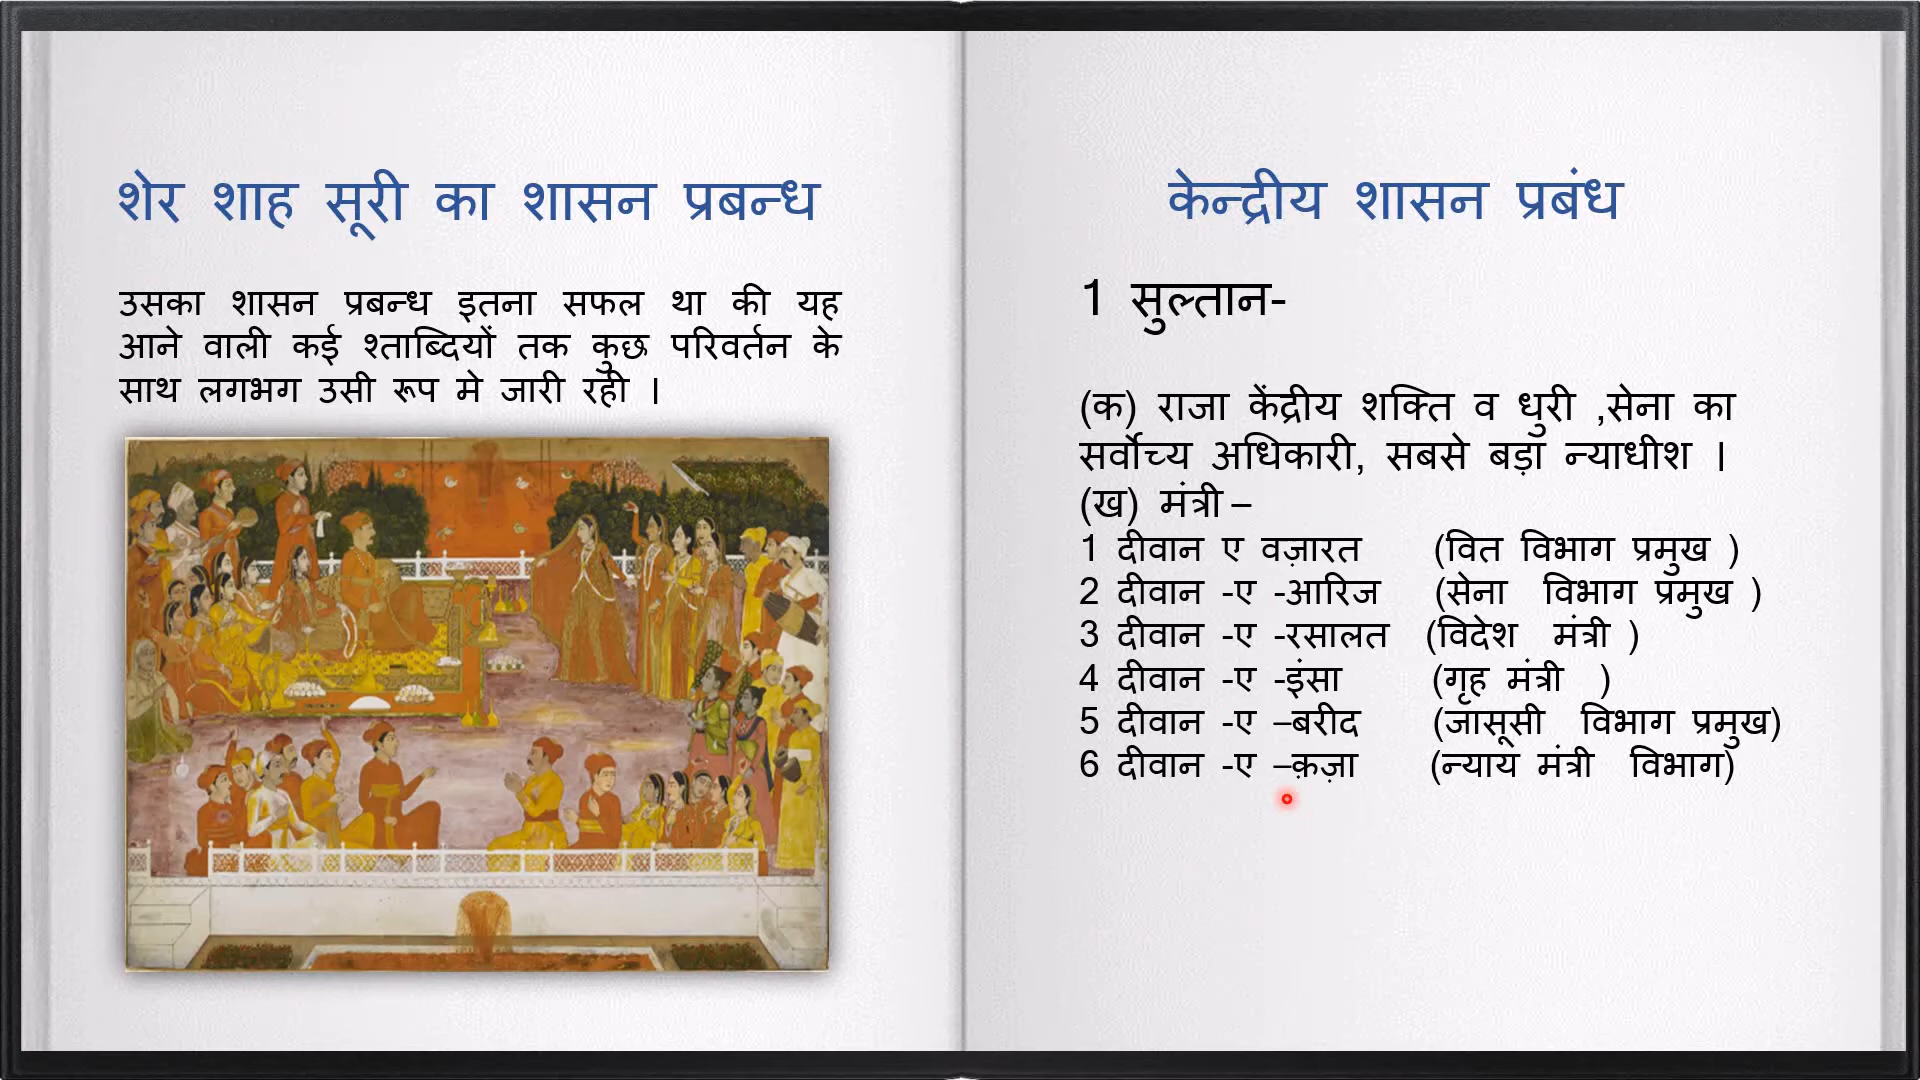 शेर शाह सूरी का शासन प्रबन्ध
उसका शासन प्रबन्ध इतना सफल था की यह
आने वाली कई श्ताब्दियों तक कुछ परिवर्तन के
साथ लगभग उसी रूप मे जारी रही ।
केन्द्रीय शासन प्रबंध
1 सुल्तान-
(क) राजा केंद्रीय शक्ति व धुरी ,सेना का
सर्वोच्य अधिकारी, सबसे बड़ा न्याधीश ।
(ख) मंत्री –
1 दीवान ए वज़ारत (वित विभाग प्रमुख )
2 दीवान -ए -आरिज (सेना विभाग प्रमुख )
3 दीवान -ए -रसालत (विदेश मंत्री )
4 दीवान -ए -इंसा (गृह मंत्री )
5 दीवान -ए –बरीद (जासूसी विभाग प्रमुख)
6 दीवान -ए –क़ज़ा (न्याय मंत्री विभाग)